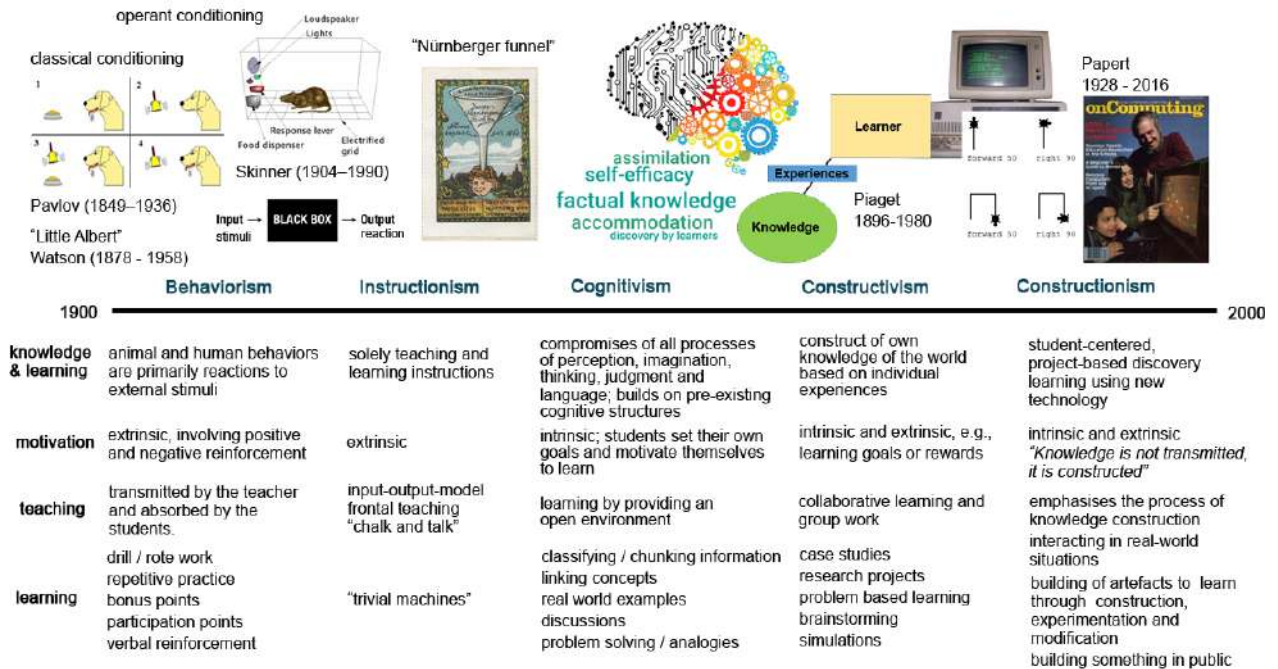 operant conditioning
classical conditioning
1
2
3
4
Pavlov (1849–1936)
"Little Albert"
Watson (1878 - 1958)
Loudspeaker
Lights
Response lever
Food dispenser
Electrified
grid
Skinner (1904–1990)
Input
stimuli
BLACK BOX
Output
reaction
"Nürnberger funnel"
assimilation
self-efficacy
factual knowledge
accommodation
discovery by learners
Learner
Experiences
Knowledge
Piaget
1896-1980
forward 50
right 90
forward 50
right 90
Papert
1928 - 2016
onComputing
Behaviorism
Instructionism
Cognitivism
Constructivism
Constructionism
1900
2000
knowledge
& learning
animal and human behaviors
are primarily reactions to
external stimuli
solely teaching and
learning instructions
compromises of all processes
of perception, imagination,
thinking, judgment and
language; builds on pre-existing
cognitive structures
construct of own
knowledge of the world
based on individual
experiences
student-centered,
project-based discovery
learning using new
technology
motivation
extrinsic, involving positive
and negative reinforcement
extrinsic
intrinsic; students set their own
goals and motivate themselves
to learn
intrinsic and extrinsic, e.g.,
learning goals or rewards
intrinsic and extrinsic
"Knowledge is not transmitted,
it is constructed"
teaching
transmitted by the teacher
and absorbed by the
students.
input-output-model
frontal teaching
"chalk and talk"
learning by providing an
open environment
collaborative learning and
group work
emphasises the process of
knowledge construction
interacting in real-world
situations
learning
drill / rote work
repetitive practice
bonus points
participation points
verbal reinforcement
"trivial machines"
classifying / chunking information
linking concepts
real world examples
discussions
problem solving / analogies
case studies
research projects
problem based learning
brainstorming
simulations
building of artefacts to learn
through construction,
experimentation and
modification
building something in public